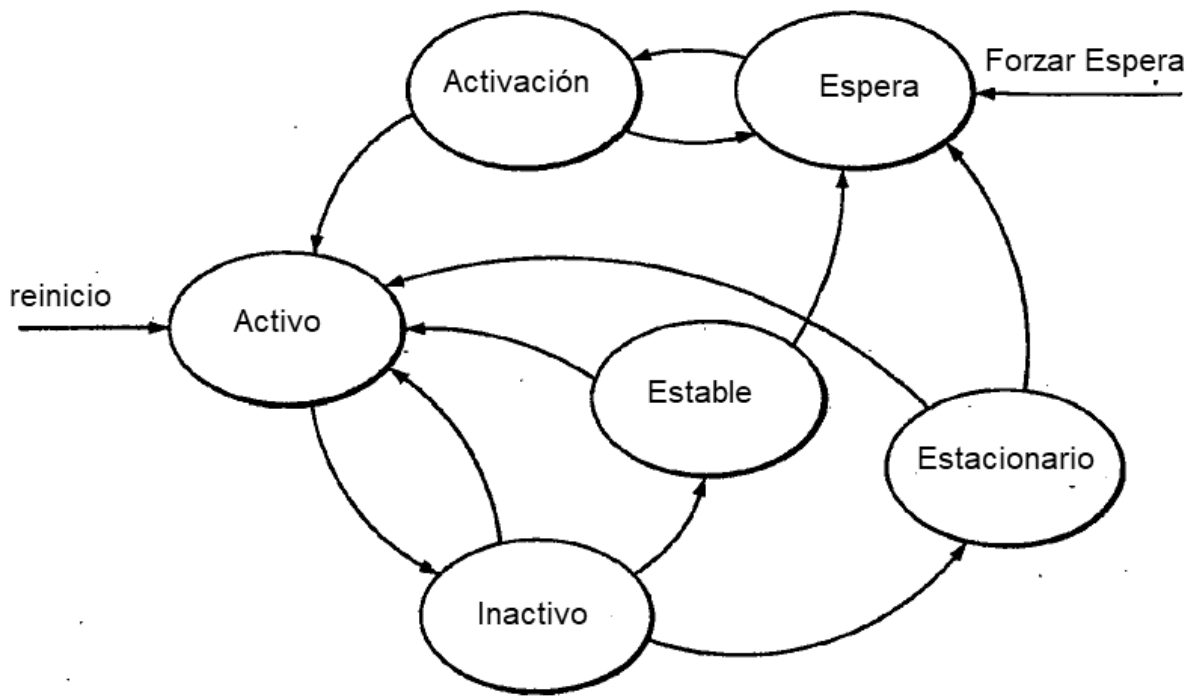 Activación
Espera
Forzar Espera
reinicio
Activo
Estable
Estacionario
Inactivo